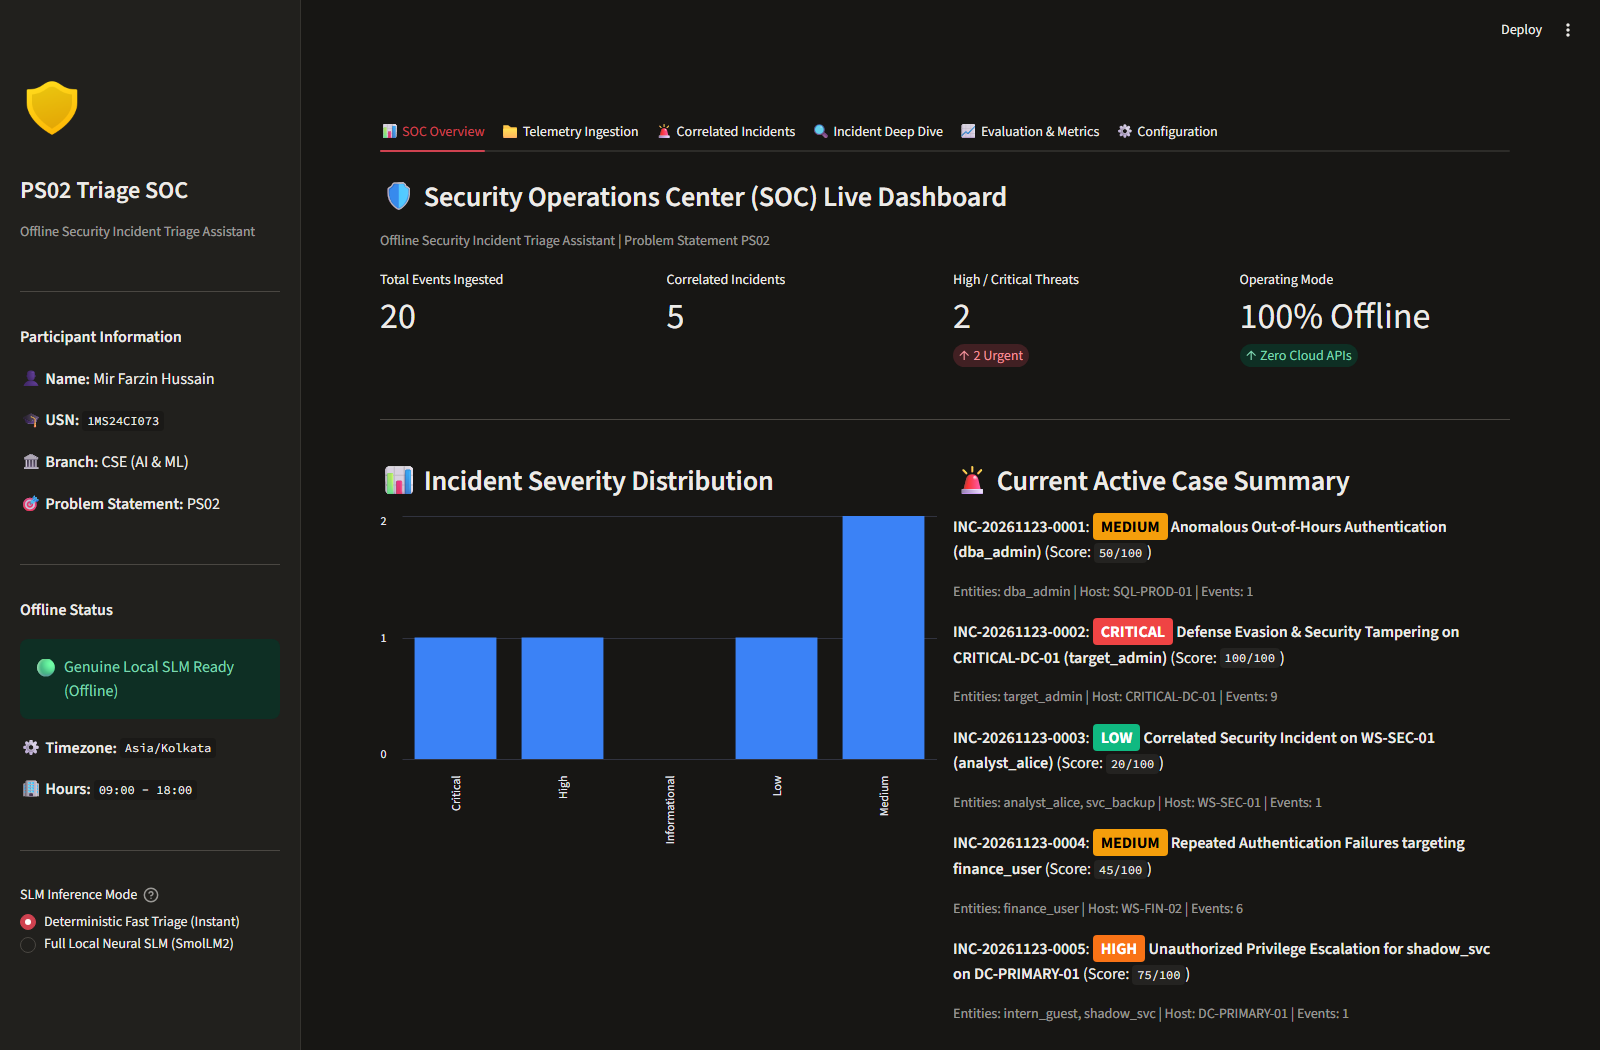 Deploy
PS02 Triage SOC
Offline Security Incident Triage Assistant
Participant Information
Name: Mir Farzin Hussain
USN: 1MS24CI073
Branch: CSE (AI & ML)
Problem Statement: PS02
Offline Status
Genuine Local SLM Ready
(Offline)
Timezone: Asia/Kolkata
Hours: 09:00 - 18:00
SLM Inference Mode
Deterministic Fast Triage (Instant)
Full Local Neural SLM (SmolLM2)
SOC Overview Telemetry Ingestion Correlated Incidents Incident Deep Dive Evaluation & Metrics Configuration
Security Operations Center (SOC) Live Dashboard
Offline Security Incident Triage Assistant | Problem Statement PS02
Total Events Ingested
20
Correlated Incidents
5
High / Critical Threats
2
↑ 2 Urgent
Operating Mode
100% Offline
↑ Zero Cloud APIs
Incident Severity Distribution
2
1
0
Critical
High
Informational
Low
Medium
Current Active Case Summary
INC-20261123-0001: MEDIUM Anomalous Out-of-Hours Authentication
(dba_admin) (Score: 50/100 )
Entities: dba_admin | Host: SQL-PROD-01 | Events: 1
INC-20261123-0002: CRITICAL Defense Evasion & Security Tampering on
CRITICAL-DC-01 (target_admin) (Score: 100/100 )
Entities: target_admin | Host: CRITICAL-DC-01 | Events: 9
INC-20261123-0003: LOW Correlated Security Incident on WS-SEC-01
(analyst_alice) (Score: 20/100 )
Entities: analyst_alice, svc_backup | Host: WS-SEC-01 | Events: 1
INC-20261123-0004: MEDIUM Repeated Authentication Failures targeting
finance_user (Score: 45/100 )
Entities: finance_user | Host: WS-FIN-02 | Events: 6
INC-20261123-0005: HIGH Unauthorized Privilege Escalation for shadow_svc
on DC-PRIMARY-01 (Score: 75/100 )
Entities: intern_guest, shadow_svc | Host: DC-PRIMARY-01 | Events: 1